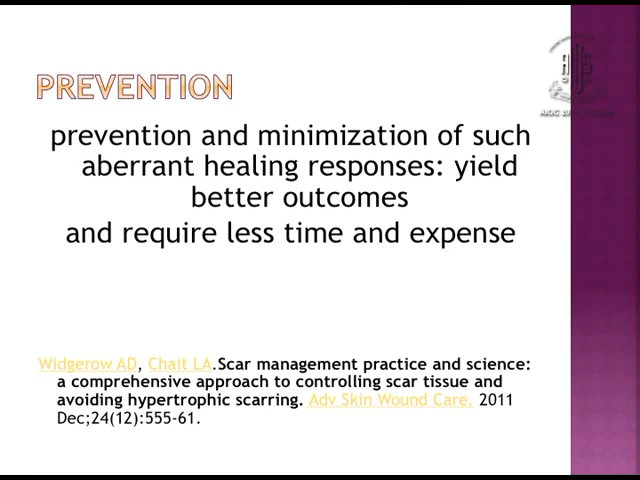 PREVENTION
prevention and minimization of such
aberrant healing responses: yield
better outcomes
and require less time and expense
Widgerow AD, Chait LA.Scar management practice and science:
a comprehensive approach to controlling scar tissue and
avoiding hypertrophic scarring. Adv Skin Wound Care. 2011
Dec;24(12):555-61.